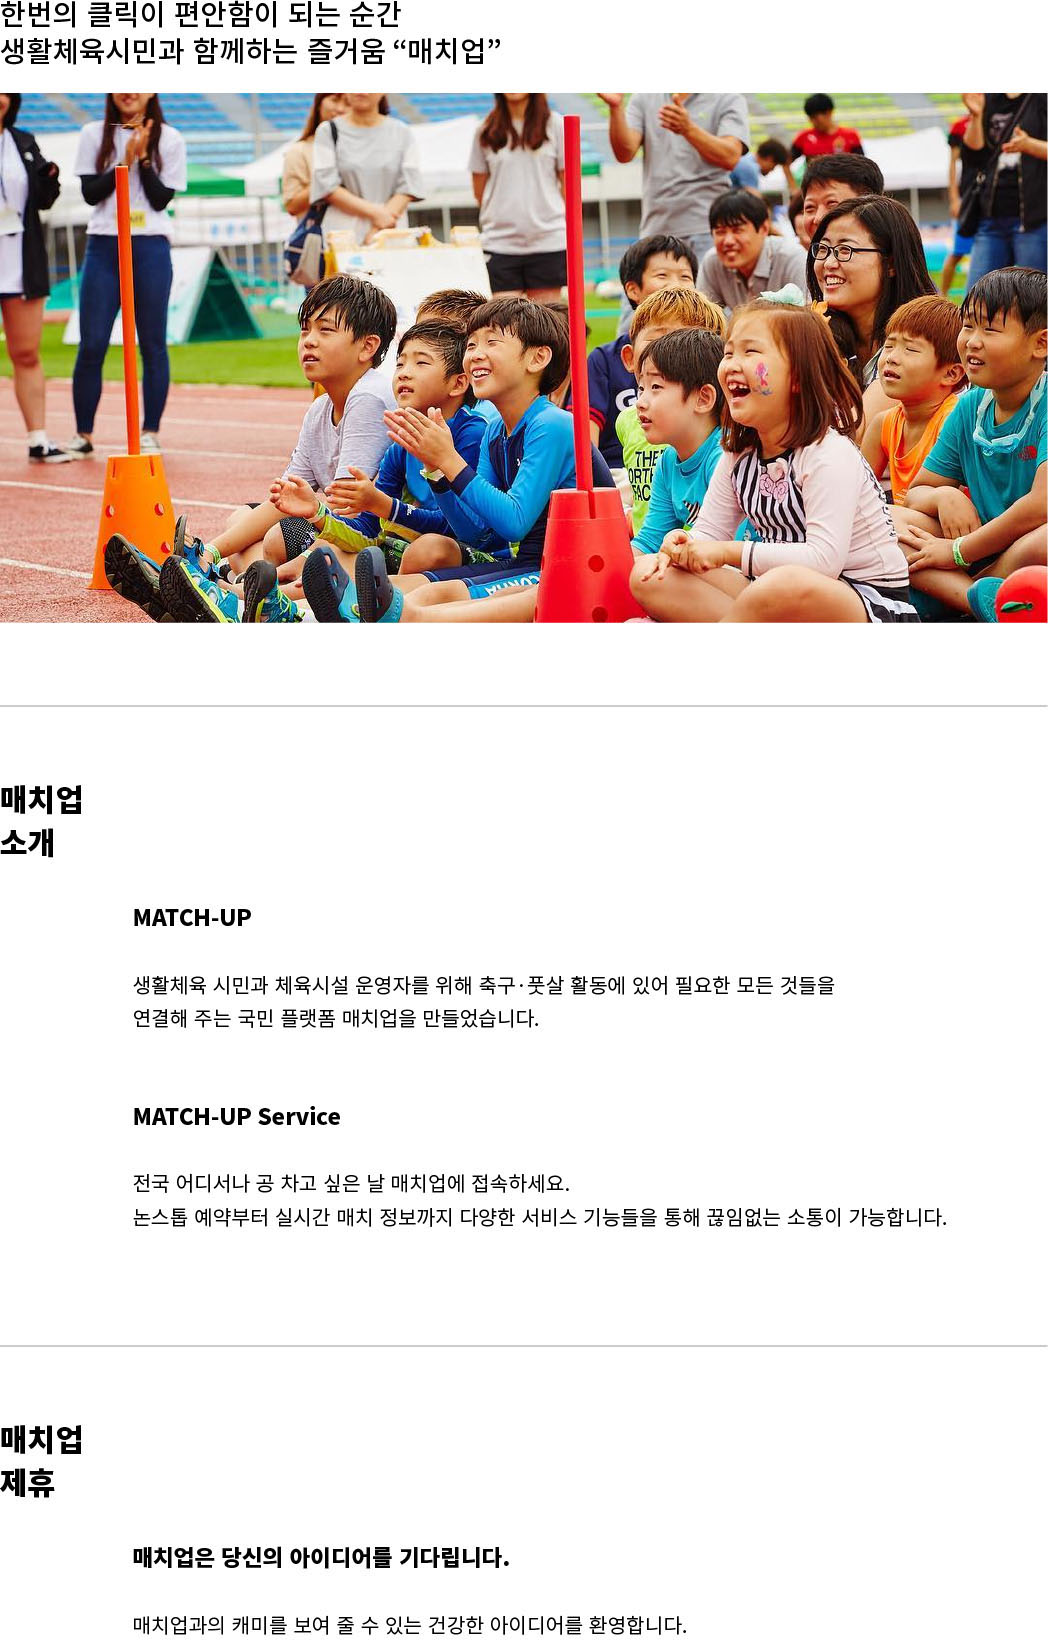 한번의 클릭이 편안함이 되는 순간
생활체육시민과 함께하는 즐거움 “매치업”
THE
매치업
소개
MATCH-UP
생활체육 시민과 체육시설 운영자를 위해 축구·풋살 활동에 있어 필요한 모든 것들을
연결해 주는 국민 플랫폼 매치업을 만들었습니다.
MATCH-UP Service
전국 어디서나 공 차고 싶은 날 매치업에 접속하세요.
논스톱 예약부터 실시간 매치 정보까지 다양한 서비스 기능들을 통해 끊임없는 소통이 가능합니다.
매치업
제휴
매치업은 당신의 아이디어를 기다립니다.
매치업과의 캐미를 보여 줄 수 있는 건강한 아이디어를 환영합니다.